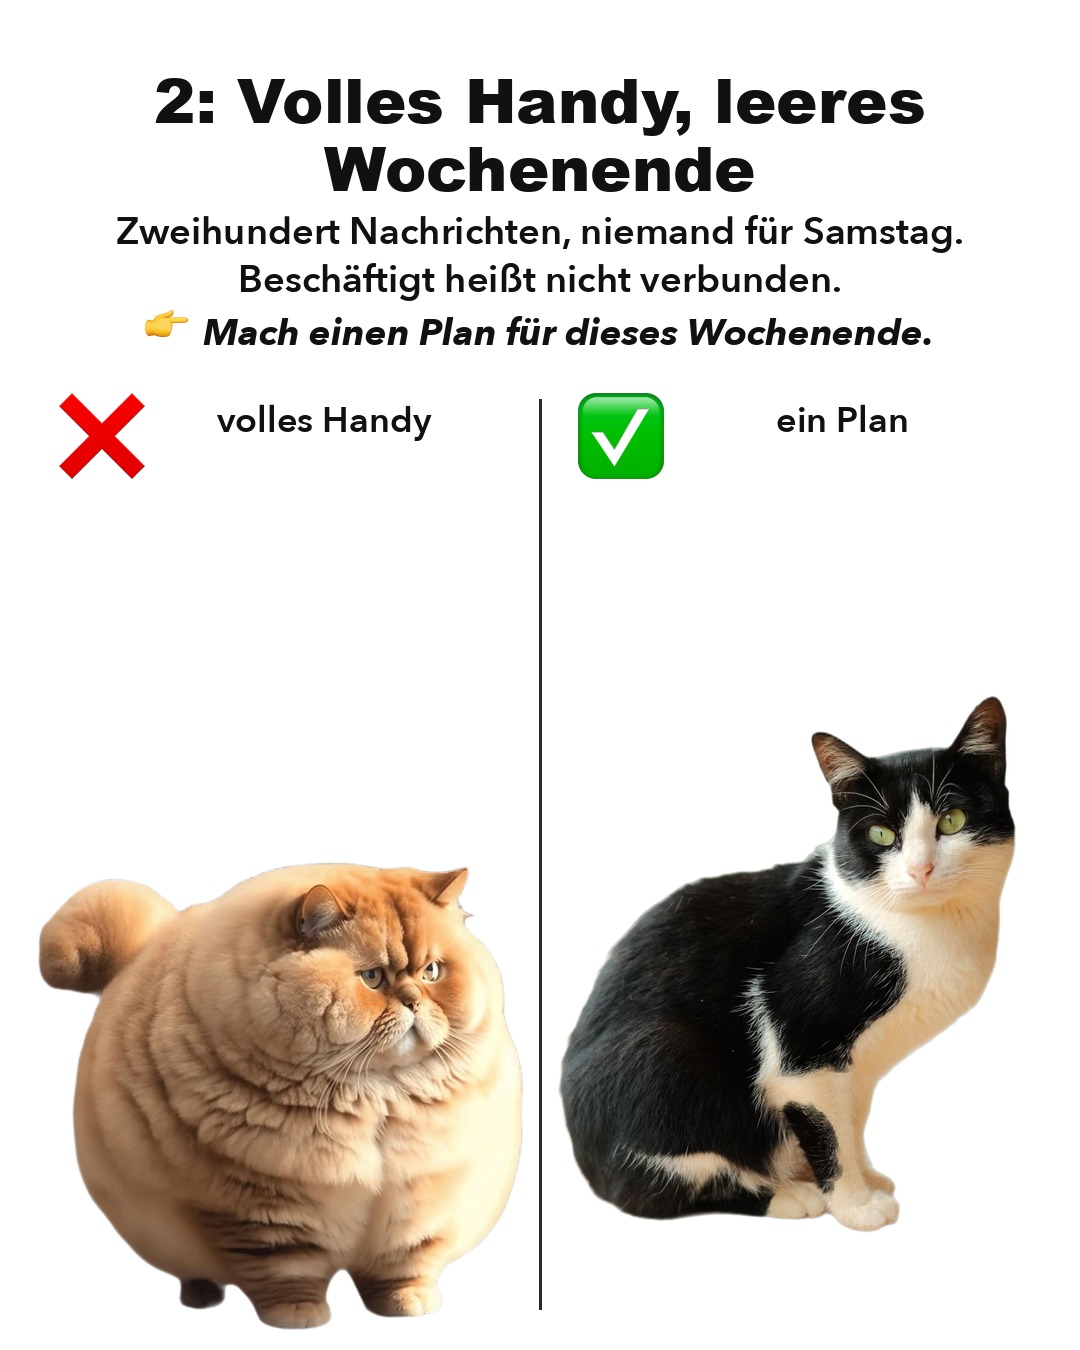 2: Volles Handy, leeres
Wochenende
Zweihundert Nachrichten, niemand für Samstag.
Beschäftigt heißt nicht verbunden.
👉 Mach einen Plan für dieses Wochenende.
❌ volles Handy
✅ ein Plan